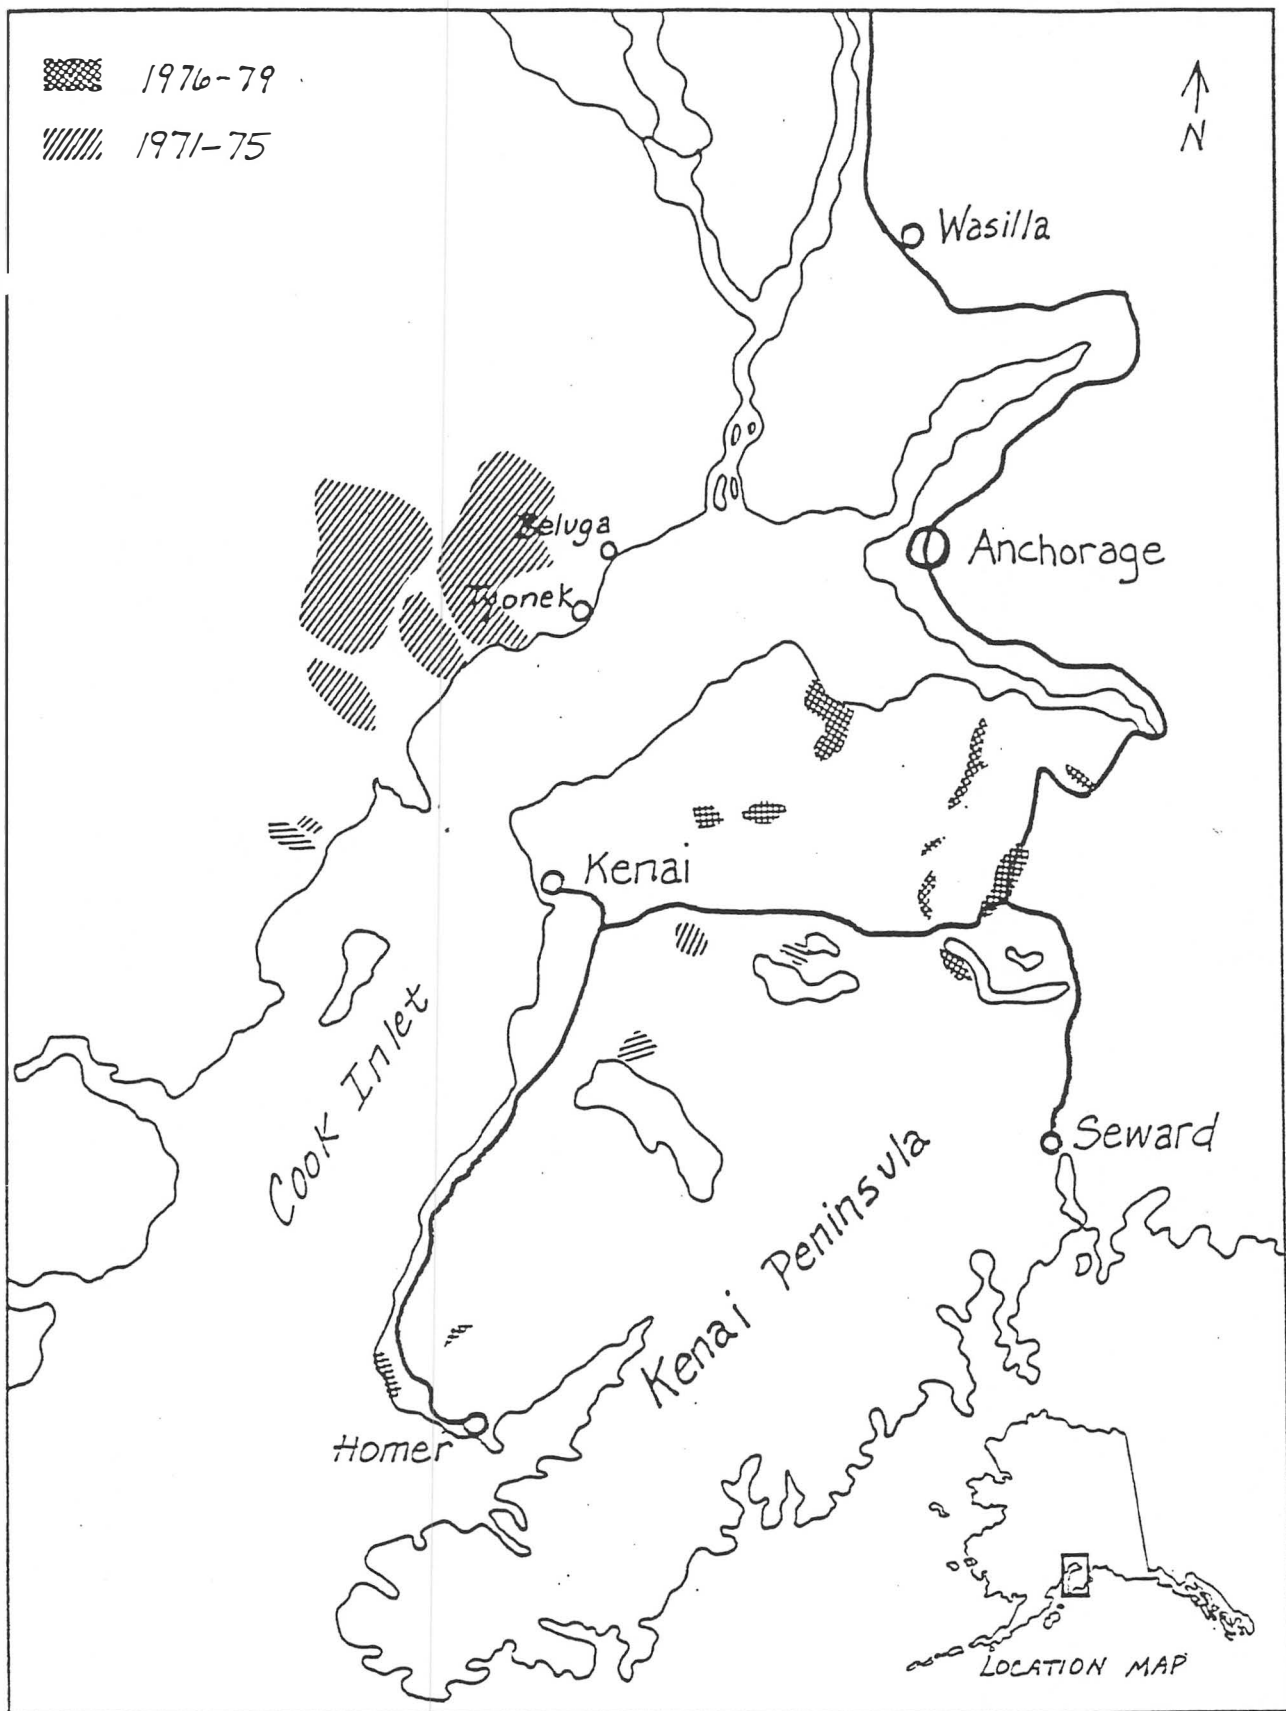 1976-79
1971-75
N
Wasilla
Beluga
Anchorage
Tyonek
Kenai
Cook Inlet
Seward
Kenai Peninsula
Homer
LOCATION MAP